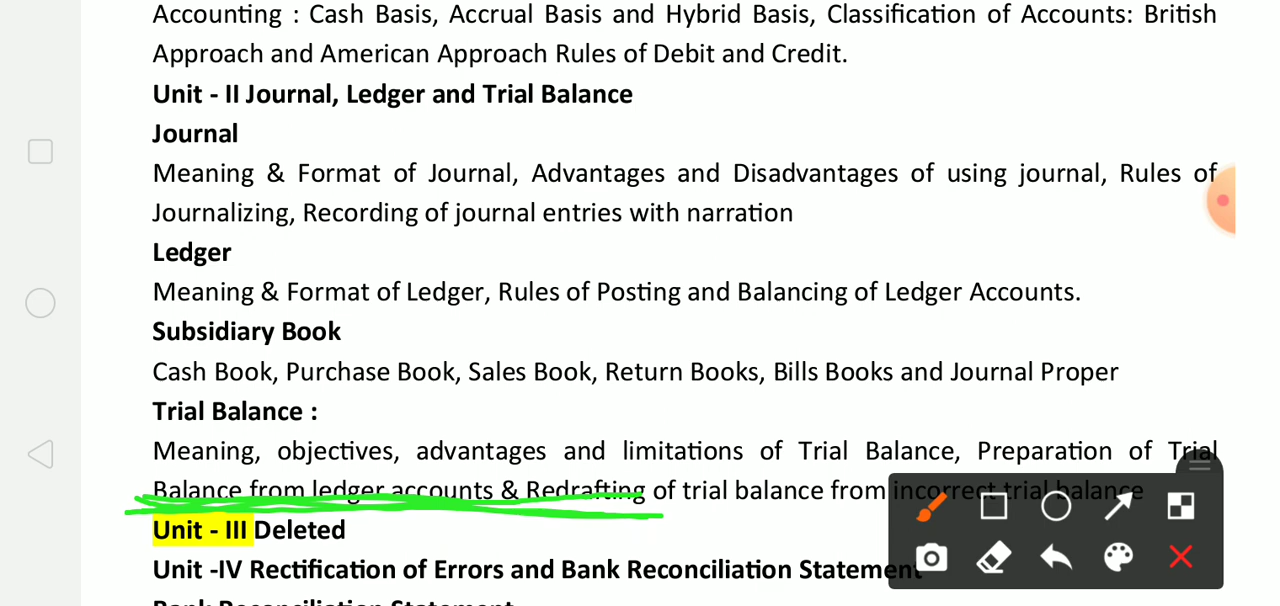 Accounting : Cash Basis, Accrual Basis and Hybrid Basis, Classification of Accounts: British
Approach and American Approach Rules of Debit and Credit.
Unit - II Journal, Ledger and Trial Balance
Journal
Meaning & Format of Journal, Advantages and Disadvantages of using journal, Rules of
Journalizing, Recording of journal entries with narration
Ledger
Meaning & Format of Ledger, Rules of Posting and Balancing of Ledger Accounts.
Subsidiary Book
Cash Book, Purchase Book, Sales Book, Return Books, Bills Books and Journal Proper
Trial Balance :
Meaning, objectives, advantages and limitations of Trial Balance, Preparation of Trial
Balance from ledger accounts & Redrafting of trial balance from incorrect trial balance
Unit - III Deleted
Unit -IV Rectification of Errors and Bank Reconciliation Statement
Bank Reconciliation Statement